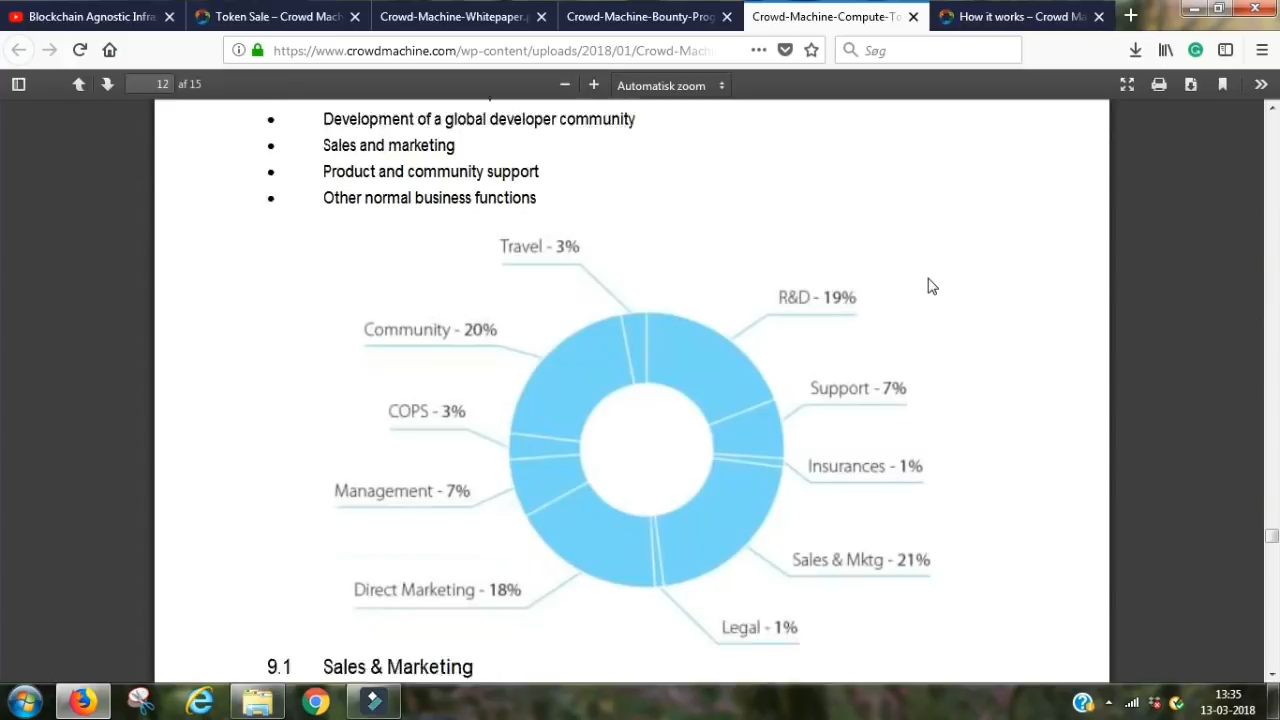 Blockchain Agnostic Infra
Token Sale – Crowd Mach
Crowd-Machine-Whitepaper.p
Crowd-Machine-Bounty-Prog
Crowd-Machine-Compute-To
How it works – Crowd Ma
https://www.crowdmachine.com/wp-content/uploads/2018/01/Crowd-Mach
Søg
12 af 15
Automatisk zoom
• Development of a global developer community
• Sales and marketing
• Product and community support
• Other normal business functions
Travel - 3%
R&D - 19%
Community - 20%
Support - 7%
COPS - 3%
Insurances - 1%
Management - 7%
Sales & Mktg - 21%
Direct Marketing - 18%
Legal - 1%
9.1 Sales & Marketing
13:35
13-03-2018